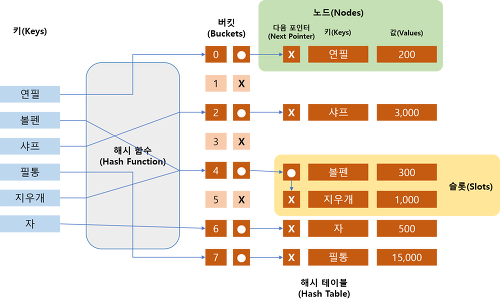 키(Keys)
버킷
(Buckets)
노드(Nodes)
다음 포인터
(Next Pointer)
키(Keys)
값(Values)
연필
볼펜
샤프
필통
지우개
자
해시 함수
(Hash Function)
0
X
연필
200
1
X
2
X
샤프
3,000
3
X
4
볼펜
300
슬롯(Slots)
5
X
X
지우개
1,000
6
X
자
500
7
X
필통
15,000
해시 테이블
(Hash Table)